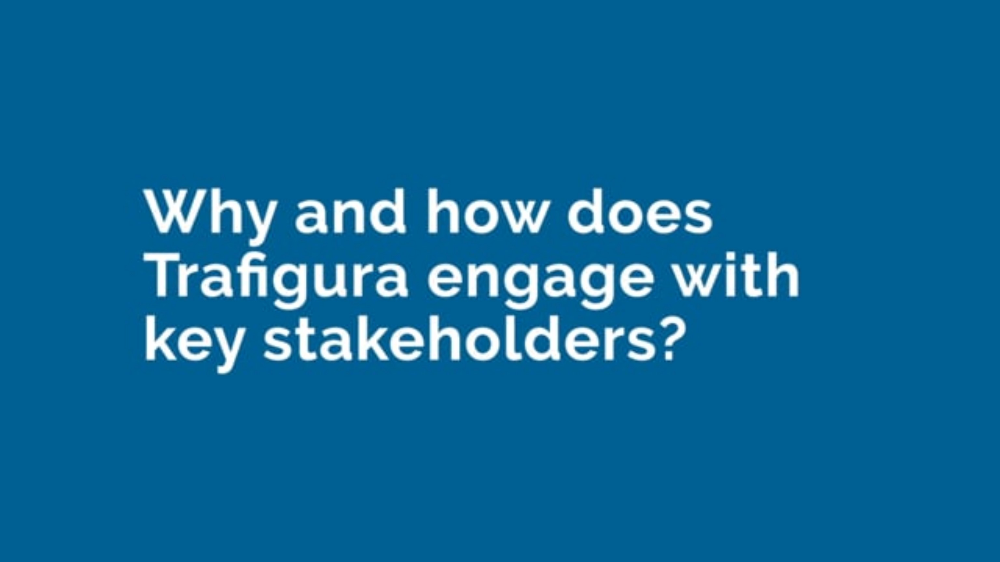 Why and how does
Trafigura engage with
key stakeholders?